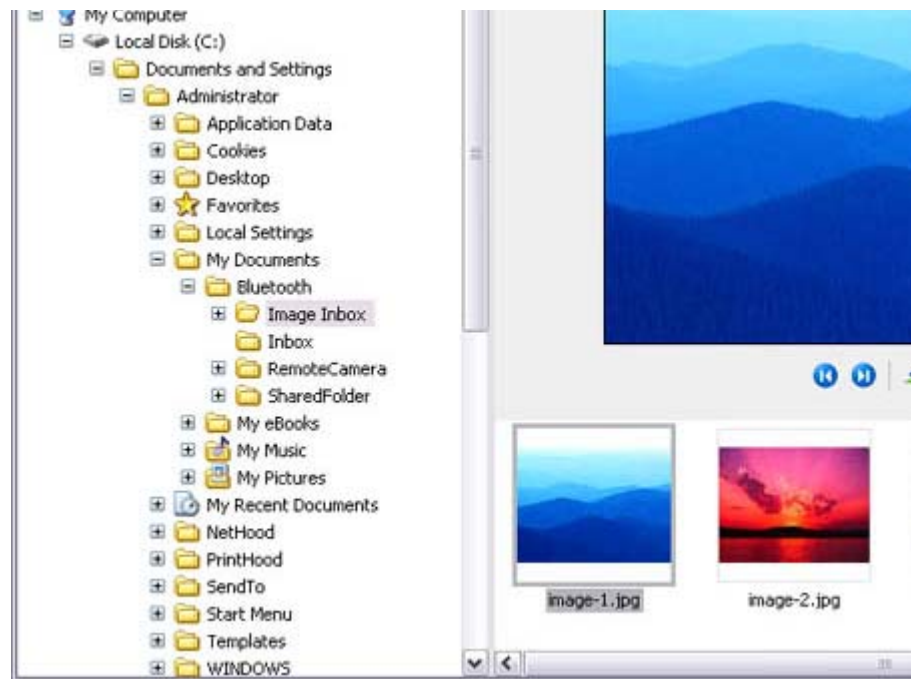 My Computer
Local Disk (C:)
Documents and Settings
Administrator
Application Data
Cookies
Desktop
Favorites
Local Settings
My Documents
Bluetooth
Image Inbox
Inbox
RemoteCamera
SharedFolder
My eBooks
My Music
My Pictures
My Recent Documents
NetHood
PrintHood
SendTo
Start Menu
Templates
WINDOWS
image-1.jpg
image-2.jpg